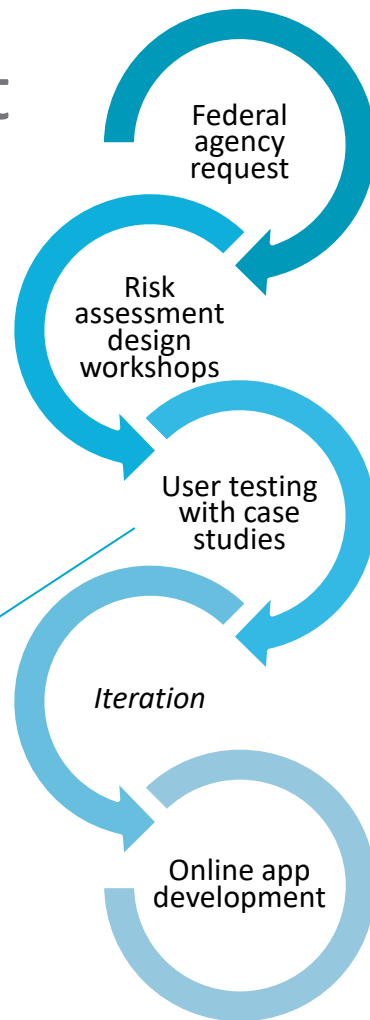 t
Federal
agency
request
Risk
assessment
design
workshops
User testing
with case
studies
Iteration
Online app
development